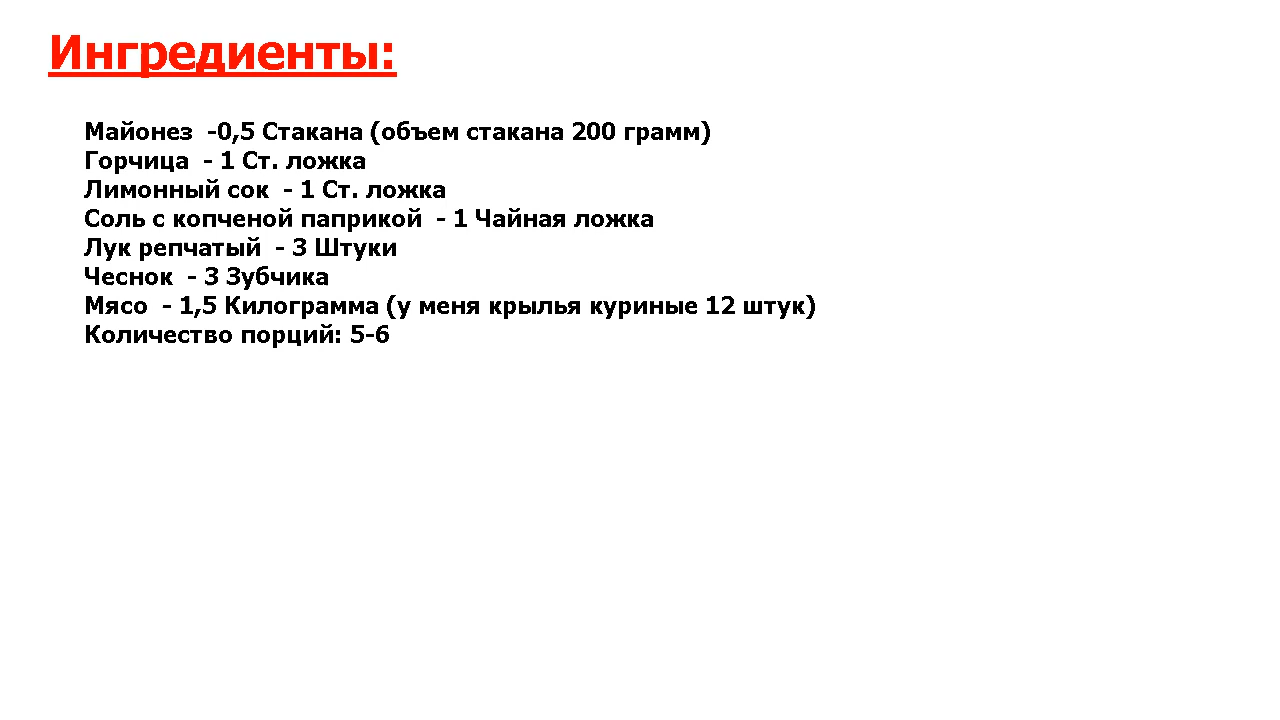 Ингредиенты:
Майонез  -0,5 Стакана (объем стакана 200 грамм)
Горчица  - 1 Ст. ложка
Лимонный сок  - 1 Ст. ложка
Соль с копченой паприкой  - 1 Чайная ложка
Лук репчатый  - 3 Штуки
Чеснок  - 3 Зубчика
Мясо  - 1,5 Килограмма (у меня крылья куриные 12 штук)
Количество порций: 5-6